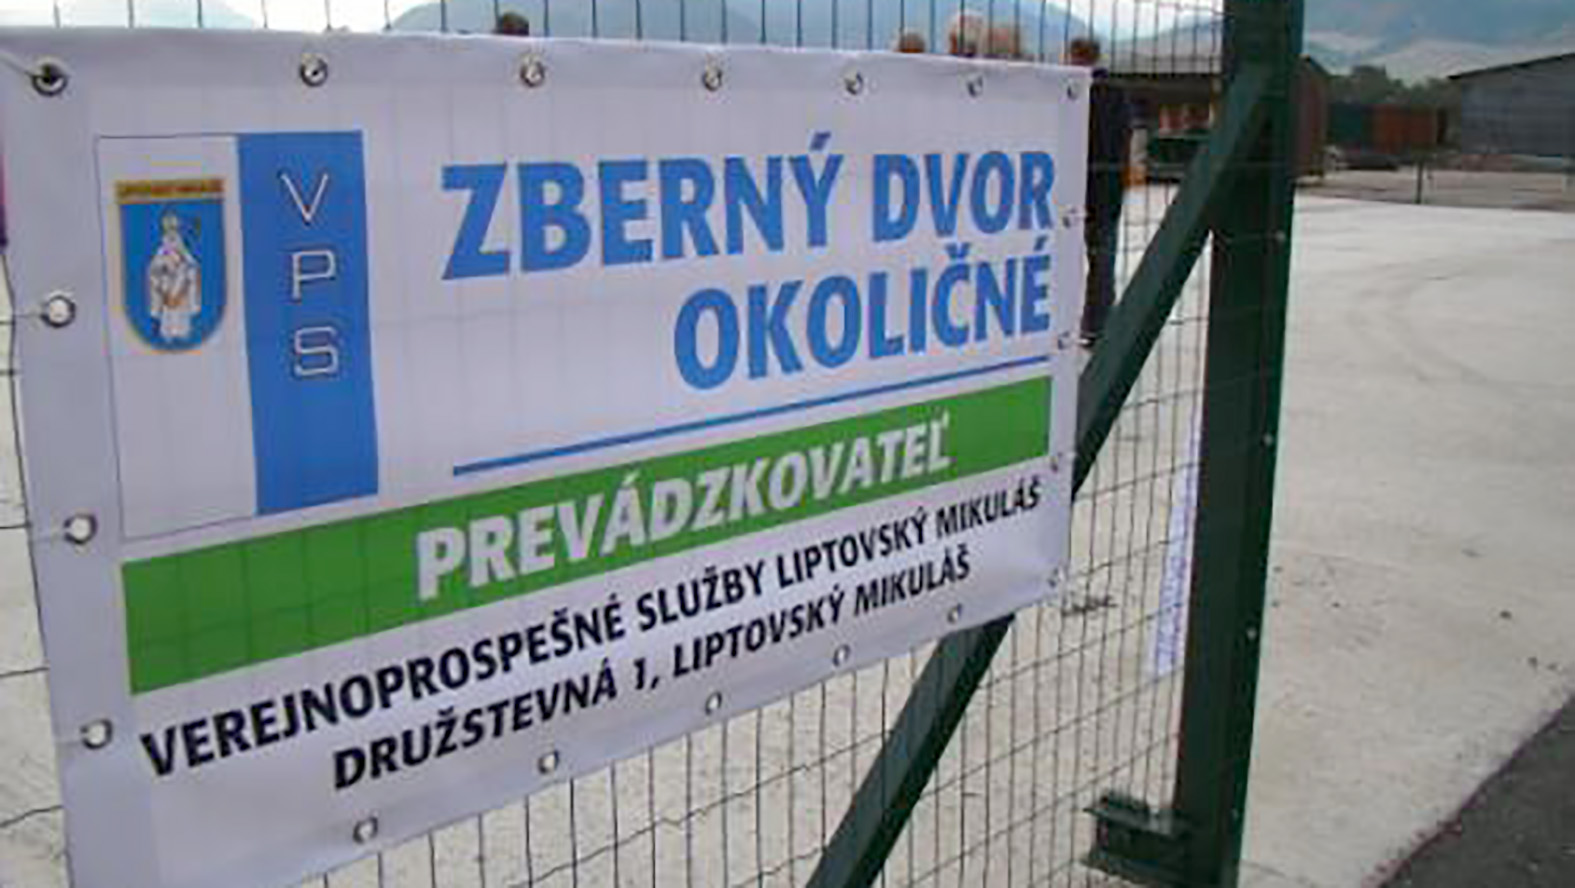 VPS
ZBERNÝ DVOR
OKOLIČNÉ
PREVÁDZKOVATEĽ
VEREJNOPROSPEŠNÉ SLUŽBY LIPTOVSKÝ MIKULÁŠ
DRUŽSTEVNÁ 1, LIPTOVSKÝ MIKULÁŠ